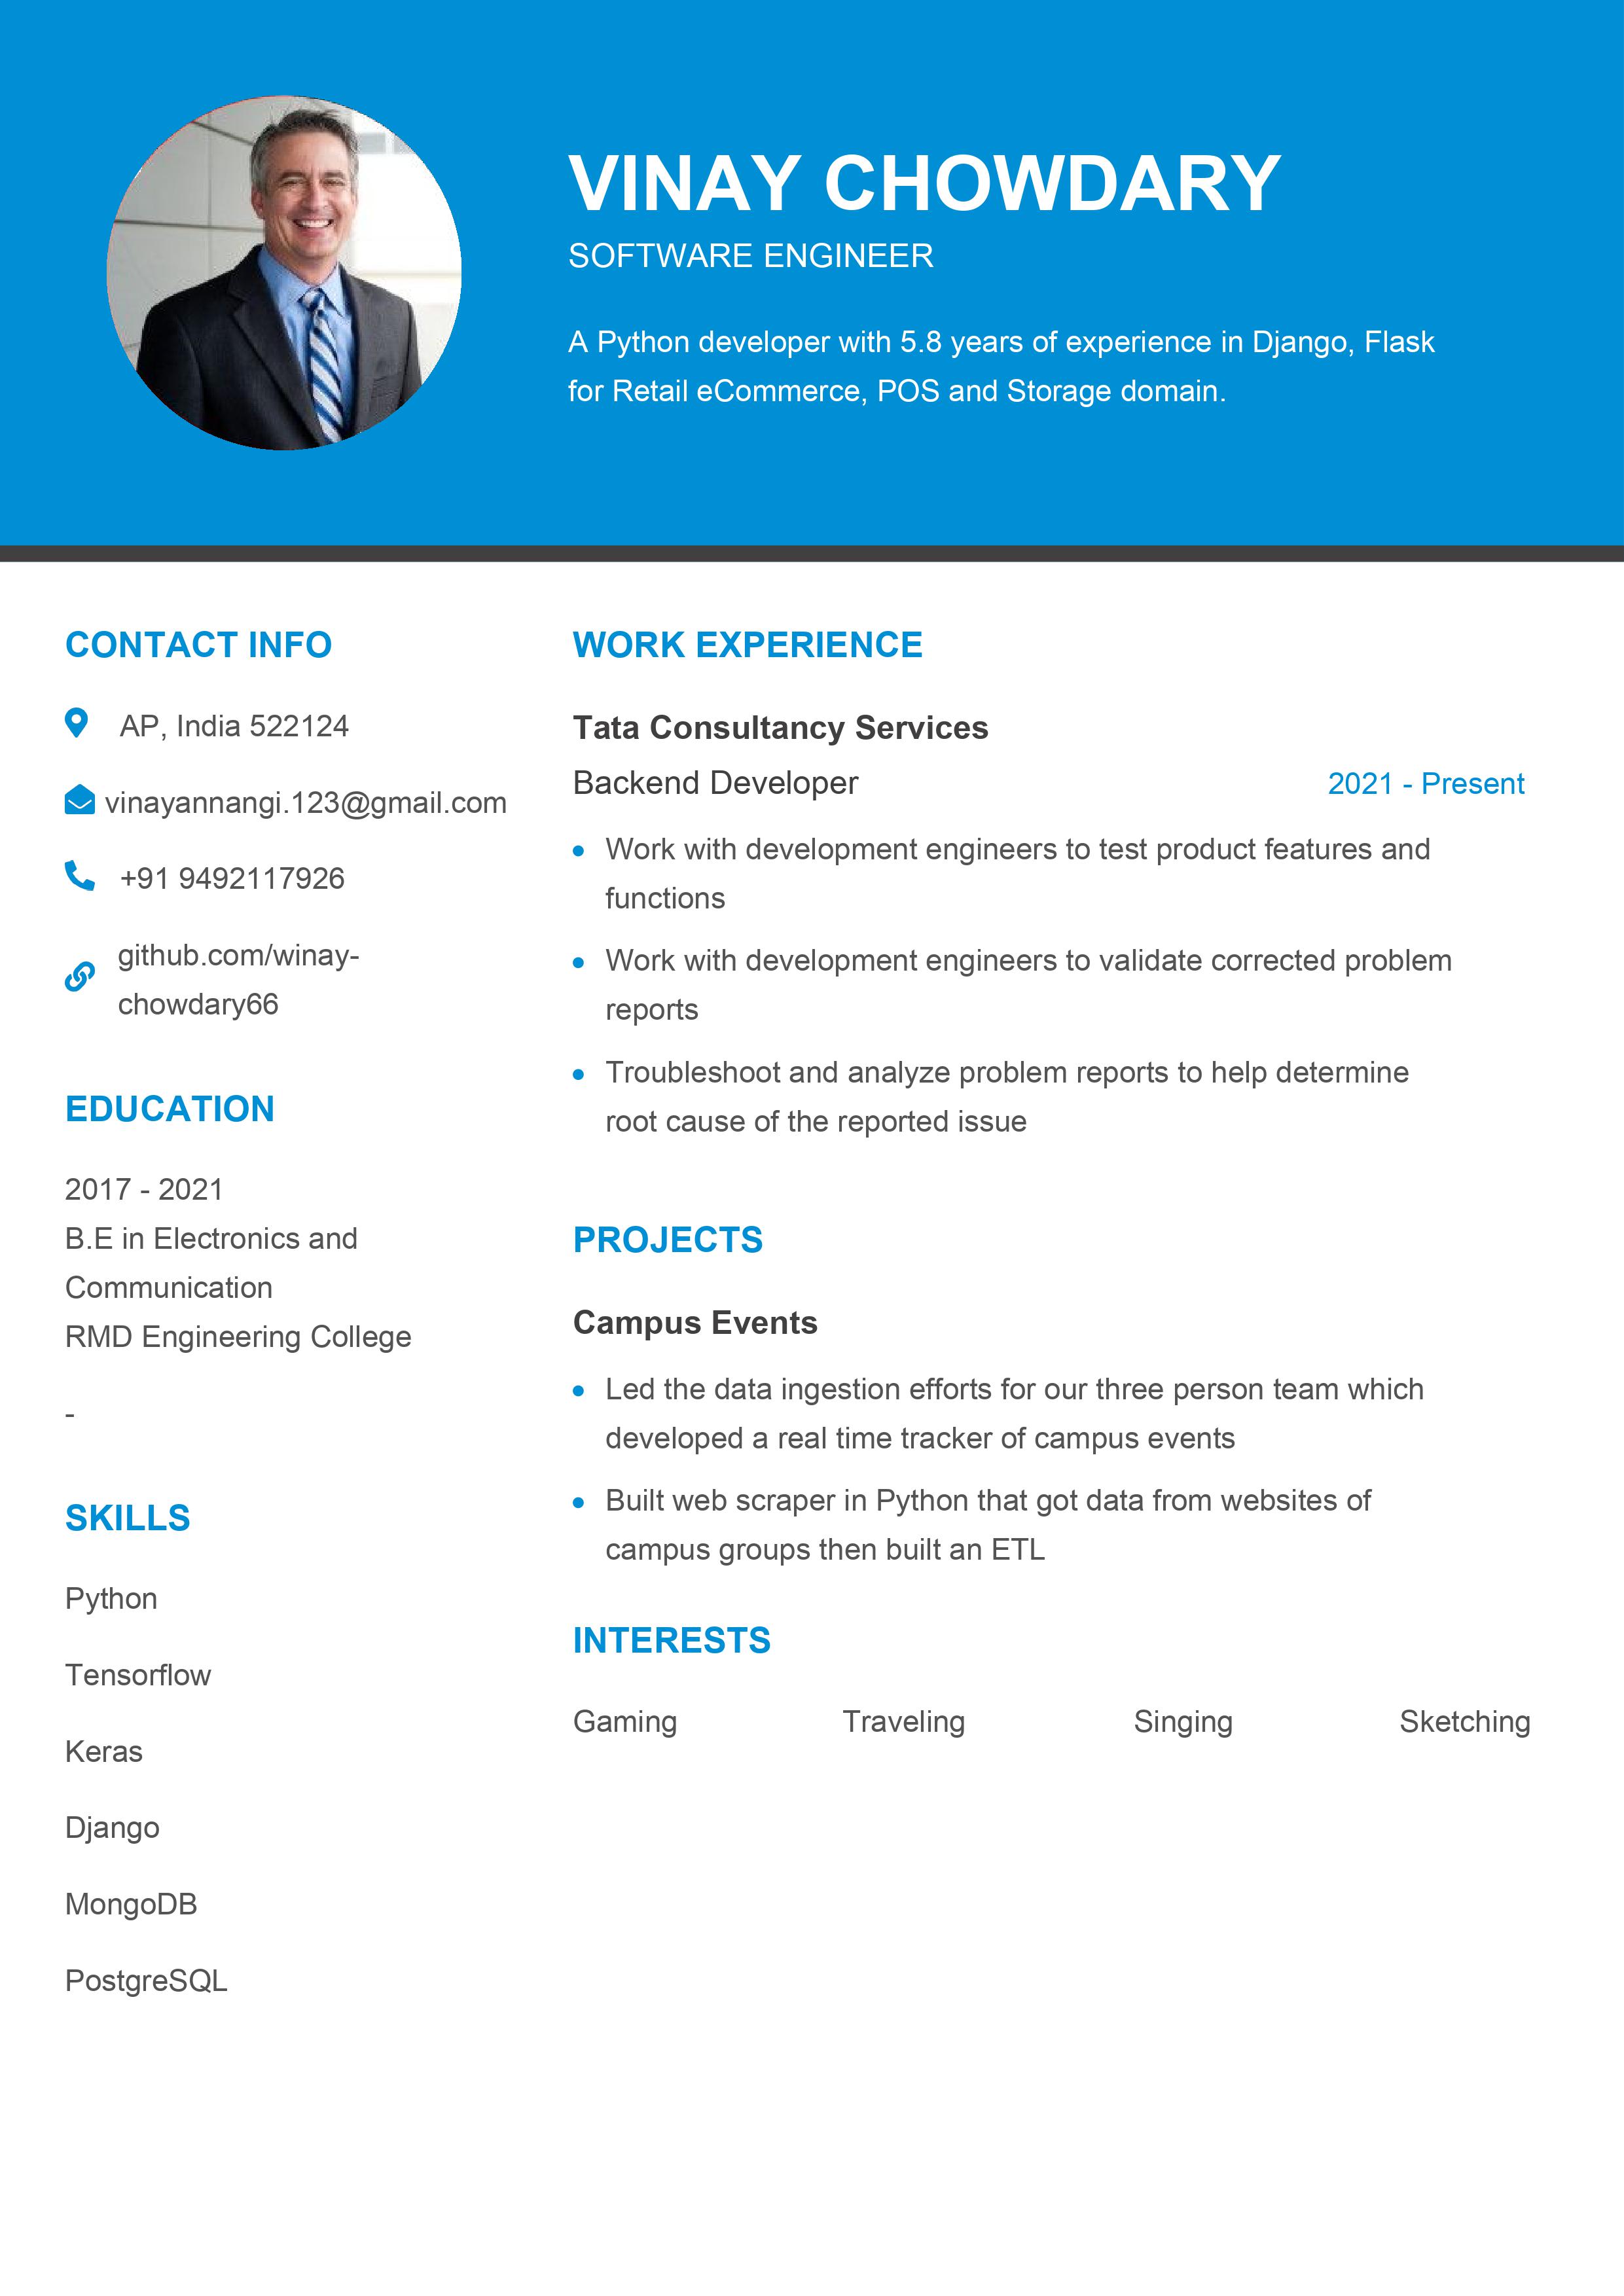 VINAY CHOWDARY
SOFTWARE ENGINEER
A Python developer with 5.8 years of experience in Django, Flask
for Retail eCommerce, POS and Storage domain.
CONTACT INFO
AP, India 522124
vinayannangi.123@gmail.com
+91 9492117926
github.com/winay-
chowdary66
EDUCATION
2017 - 2021
B.E in Electronics and
Communication
RMD Engineering College
-
SKILLS
Python
Tensorflow
Keras
Django
MongoDB
PostgreSQL
WORK EXPERIENCE
Tata Consultancy Services
Backend Developer 2021 - Present
Work with development engineers to test product features and
functions
Work with development engineers to validate corrected problem
reports
Troubleshoot and analyze problem reports to help determine
root cause of the reported issue
PROJECTS
Campus Events
Led the data ingestion efforts for our three person team which
developed a real time tracker of campus events
Built web scraper in Python that got data from websites of
campus groups then built an ETL
INTERESTS
Gaming Traveling Singing Sketching